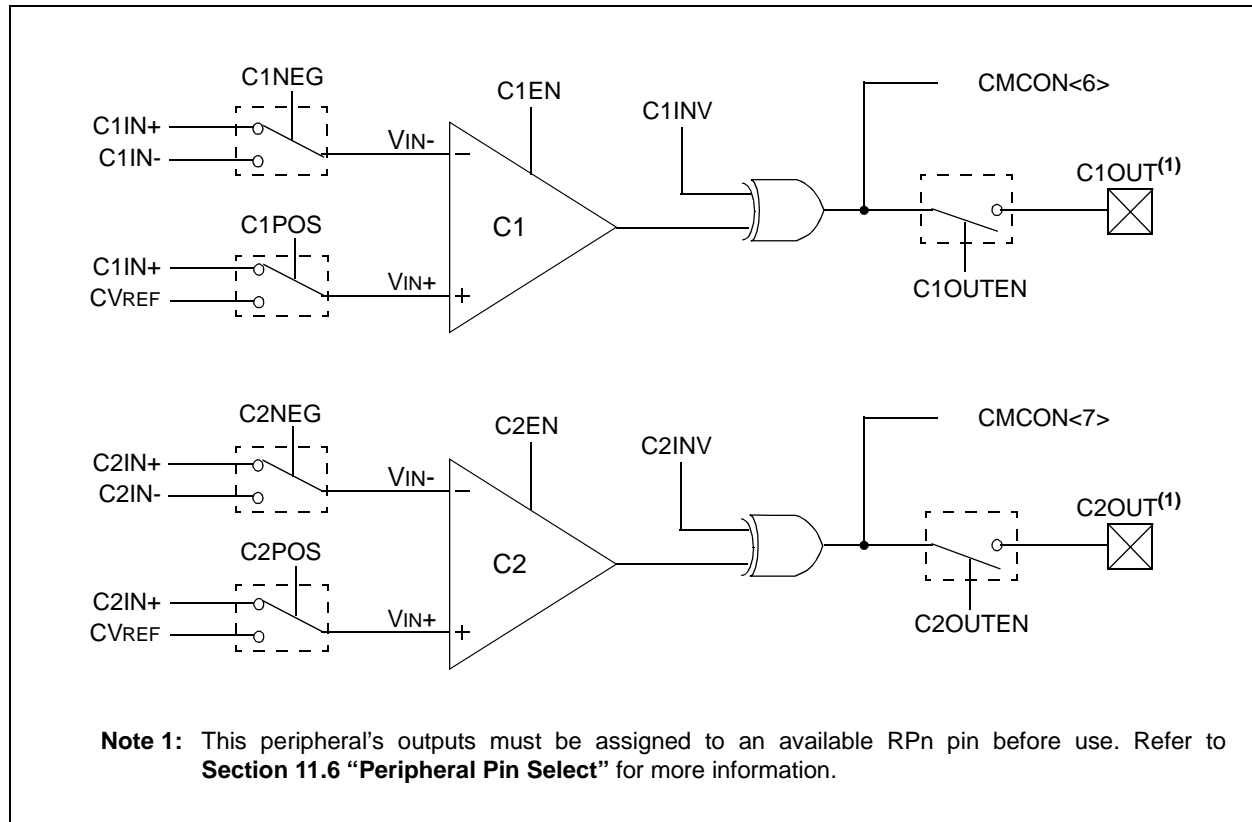 C1NEG
C1EN
C1INV
CMCON<6>
C1IN+
C1IN-
VIN-
−
C1OUT(1)
C1POS
C1
C1IN+
CVREF
VIN+
+
C1OUTEN
C2NEG
C2EN
C2INV
CMCON<7>
C2IN+
C2IN-
VIN-
−
C2OUT(1)
C2POS
C2
C2IN+
CVREF
VIN+
+
C2OUTEN
Note 1: This peripheral’s outputs must be assigned to an available RPn pin before use. Refer to
Section 11.6 “Peripheral Pin Select” for more information.